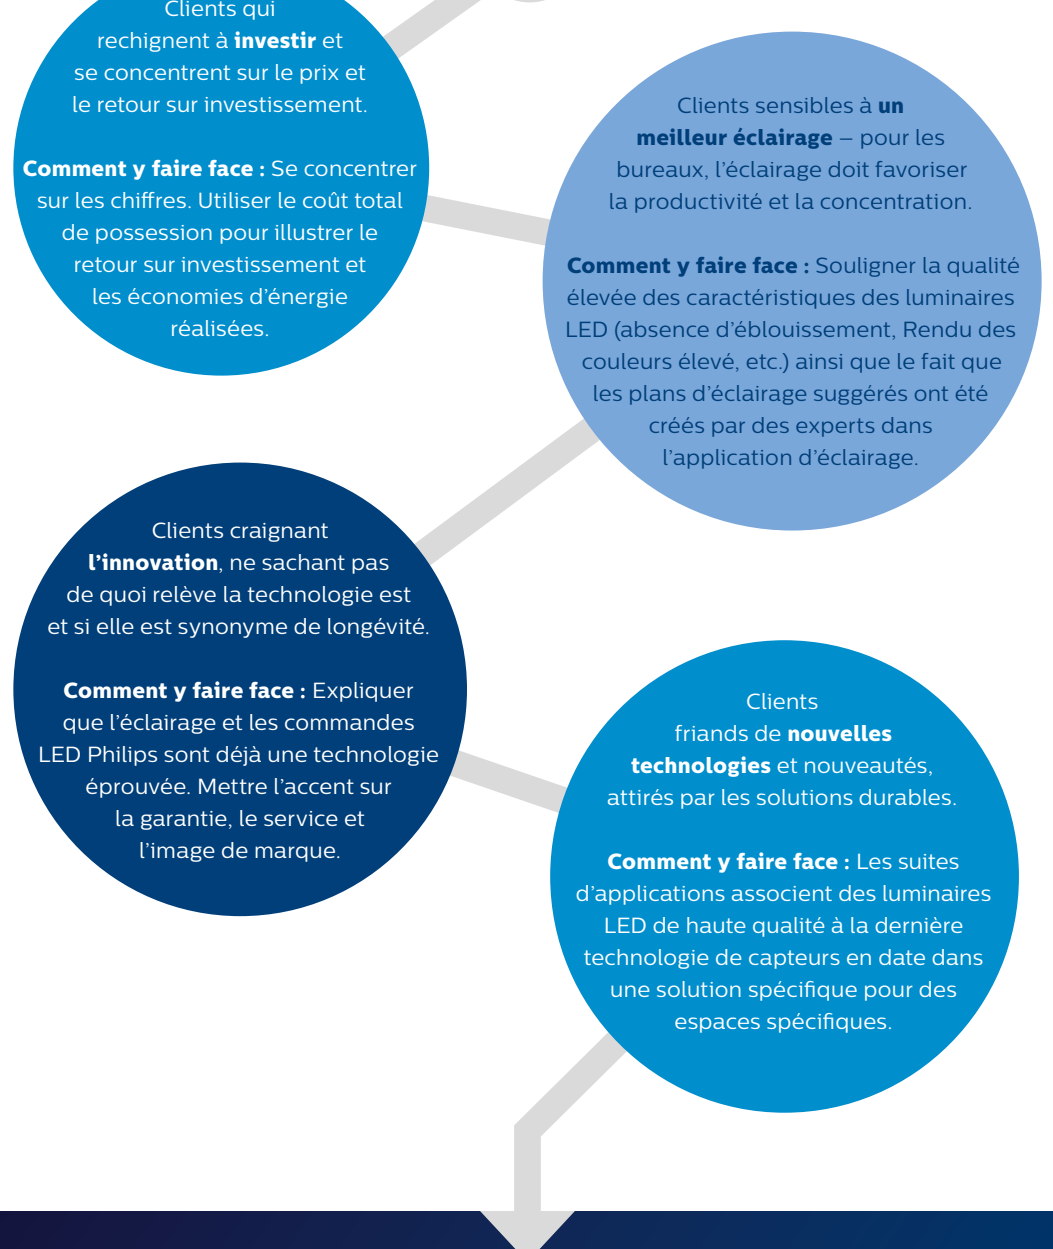 Clients qui
rechignent à investir et
se concentrent sur le prix et
le retour sur investissement.
Comment y faire face : Se concentrer
sur les chiffres. Utiliser le coût total
de possession pour illustrer le
retour sur investissement et
les économies d’énergie
réalisées.
Clients sensibles à un
meilleur éclairage – pour les
bureaux, l’éclairage doit favoriser
la productivité et la concentration.
Comment y faire face : Souligner la qualité
élevée des caractéristiques des luminaires
LED (absence d’éblouissement, Rendu des
couleurs élevé, etc.) ainsi que le fait que
les plans d’éclairage suggérés ont été
créés par des experts dans
l’application d’éclairage.
Clients craignant
l’innovation, ne sachant pas
de quoi relève la technologie est
et si elle est synonyme de longévité.
Comment y faire face : Expliquer
que l’éclairage et les commandes
LED Philips sont déjà une technologie
éprouvée. Mettre l’accent sur
la garantie, le service et
l’image de marque.
Clients
friands de nouvelles
technologies et nouveautés,
attirés par les solutions durables.
Comment y faire face : Les suites
d’applications associent des luminaires
LED de haute qualité à la dernière
technologie de capteurs en date dans
une solution spécifique pour des
espaces spécifiques.